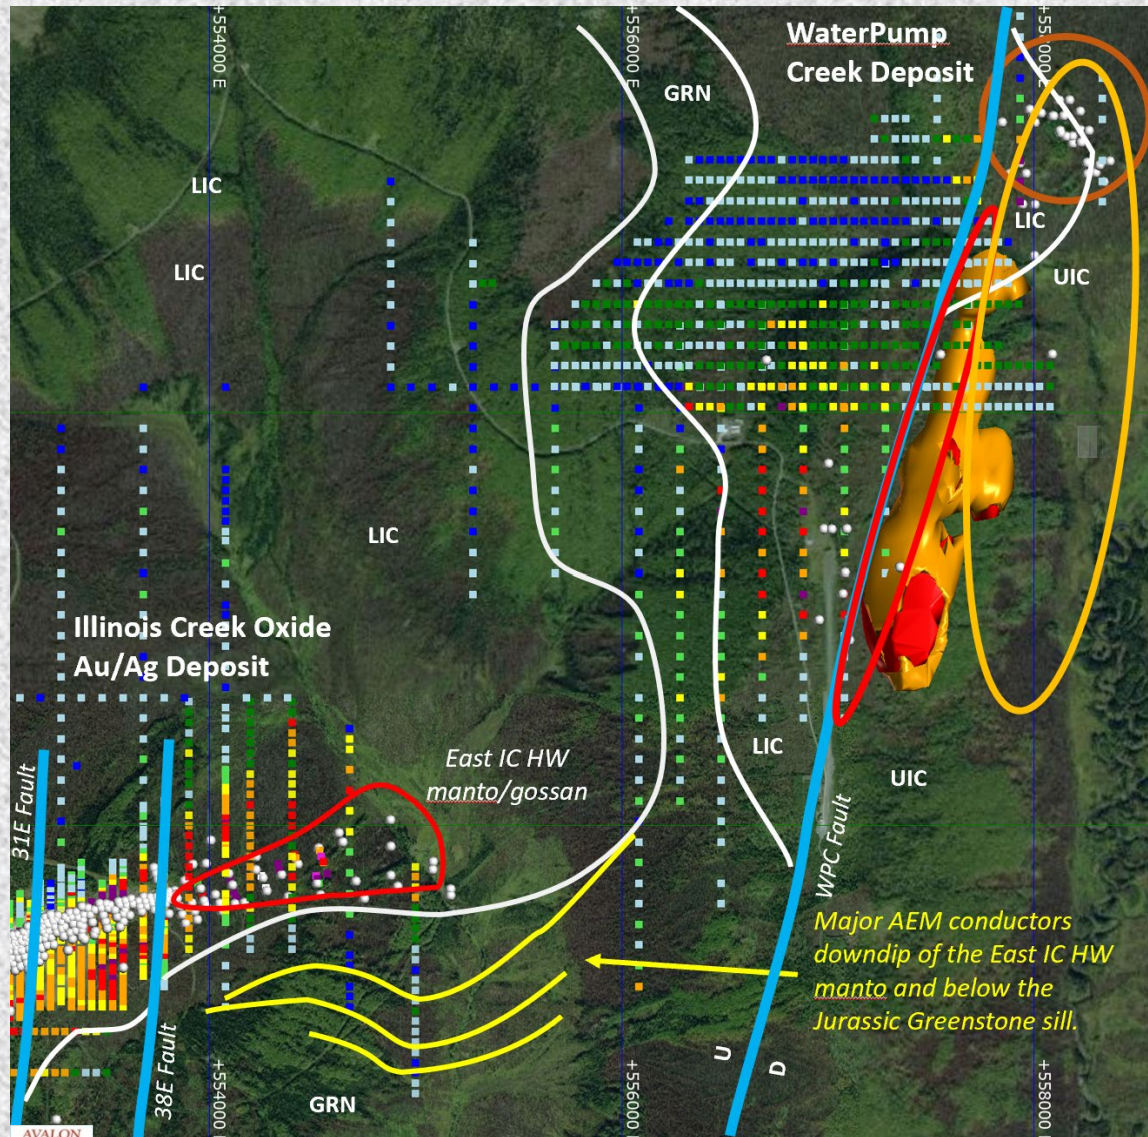 +554000 E
+556000 E
+558000 E
WaterPump
Creek Deposit
GRN
LIC
LIC
LIC
UIC
LIC
Illinois Creek Oxide
Au/Ag Deposit
East IC HW
manto/gossan
LIC
UIC
31E Fault
WPC Fault
38E Fault
Major AEM conductors
downdip of the East IC HW
manto and below the
Jurassic Greenstone sill.
U
D
GRN
+554000 E
+556000 E
+558000 E
AVALON